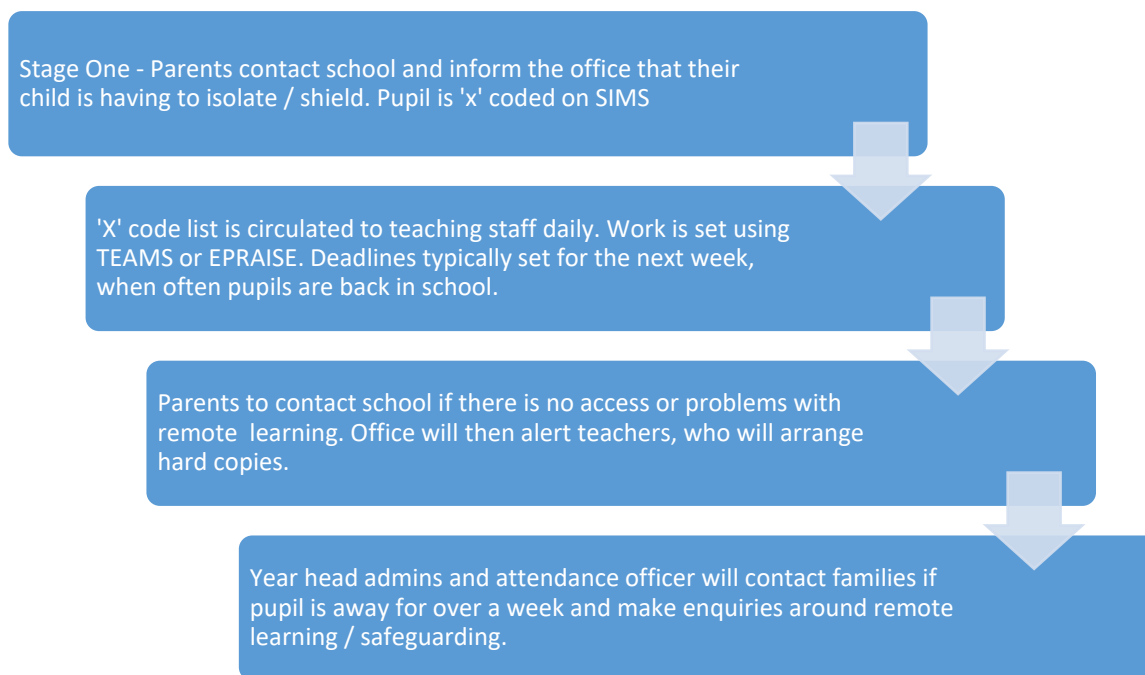 Stage One - Parents contact school and inform the office that their
child is having to isolate / shield. Pupil is 'x' coded on SIMS
'X' code list is circulated to teaching staff daily. Work is set using
TEAMS or EPRAISE. Deadlines typically set for the next week,
when often pupils are back in school.
Parents to contact school if there is no access or problems with
remote  learning. Office will then alert teachers, who will arrange
hard copies.
Year head admins and attendance officer will contact families if
pupil is away for over a week and make enquiries around remote
learning / safeguarding.